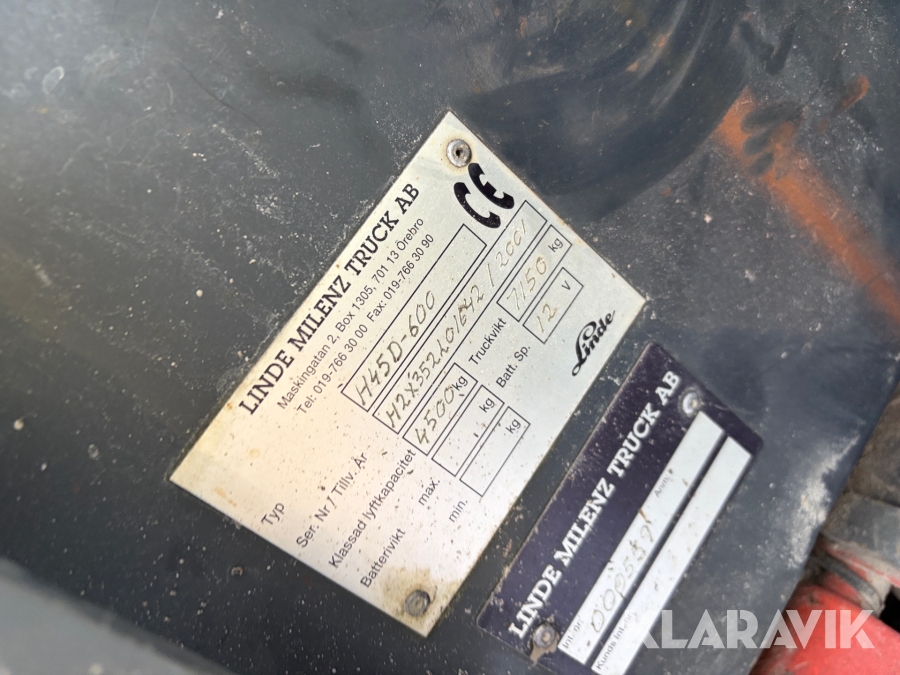 LINDE MILENZ TRUCK AB
Maskingatan 2, Box 1305, 701 13 Örebro
Tel: 019-766 30 00 Fax: 019-766 30 90
CE
Typ H45D-600
Ser. Nr / Tillv. År / 2001
Klassad lyftkapacitet 4500 kg Truckvikt 7150 kg
Batterivikt max. kg Batt. Sp. 12 V
min. kg
Linde
LINDE MILENZ TRUCK AB
Int.-nr. Anm.
Kunds int.-nr.
KLARAVIK